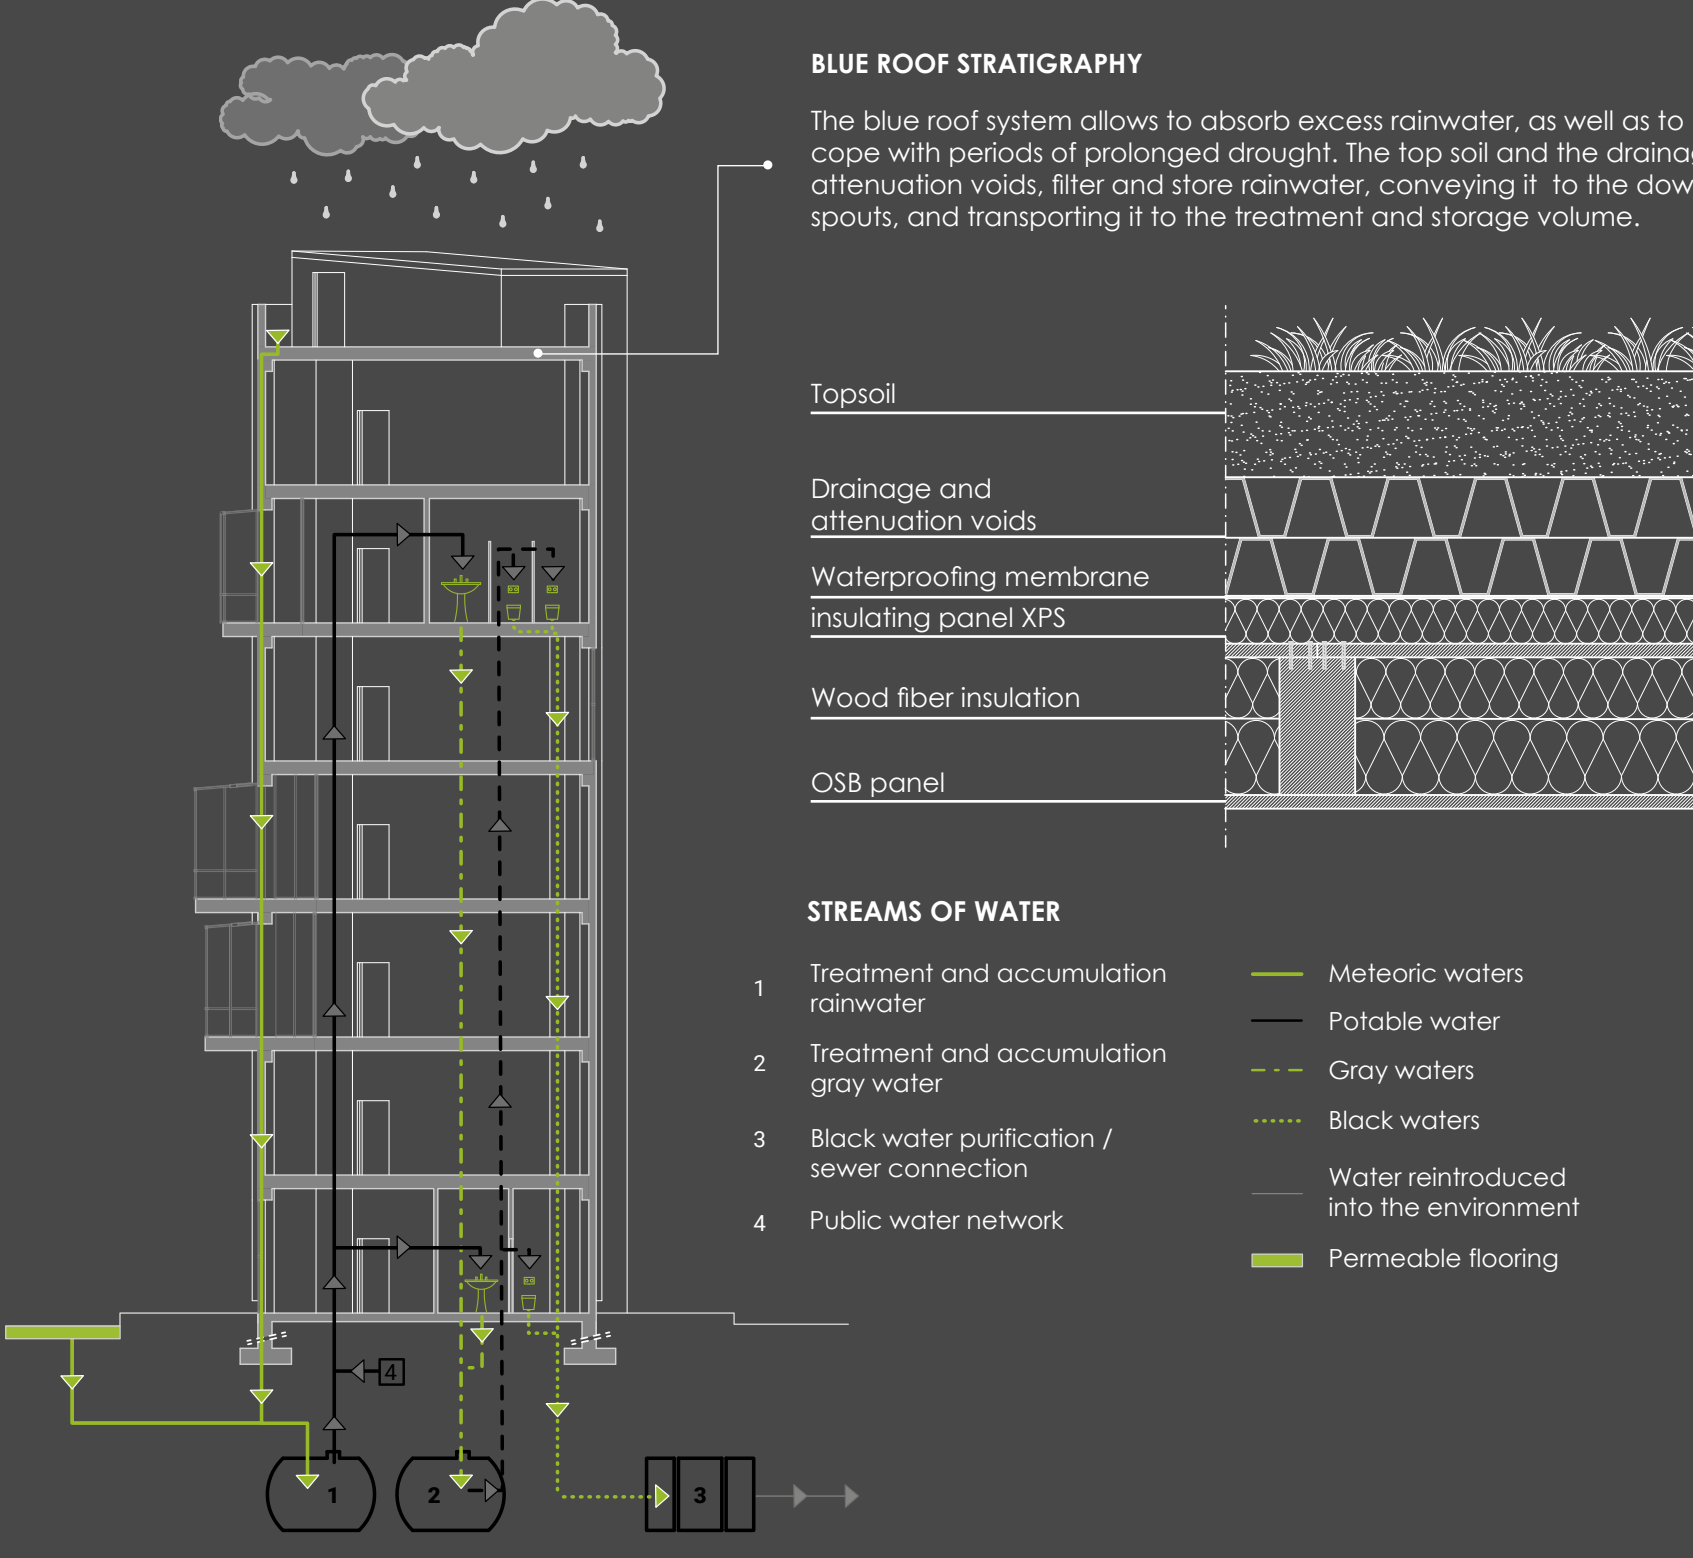 BLUE ROOF STRATIGRAPHY
The blue roof system allows to absorb excess rainwater, as well as to
cope with periods of prolonged drought. The top soil and the
attenuation voids, filter and store rainwater, conveying it to the
spouts, and transporting it to the treatment and storage volume.
Topsoil
Drainage and
attenuation voids
Waterproofing membrane
insulating panel XPS
Wood fiber insulation
OSB panel
STREAMS OF WATER
1 Treatment and accumulation
rainwater
2 Treatment and accumulation
gray water
3 Black water purification /
sewer connection
4 Public water network
Meteoric waters
Potable water
Gray waters
Black waters
Water reintroduced
into the environment
Permeable flooring
4
1
2
3